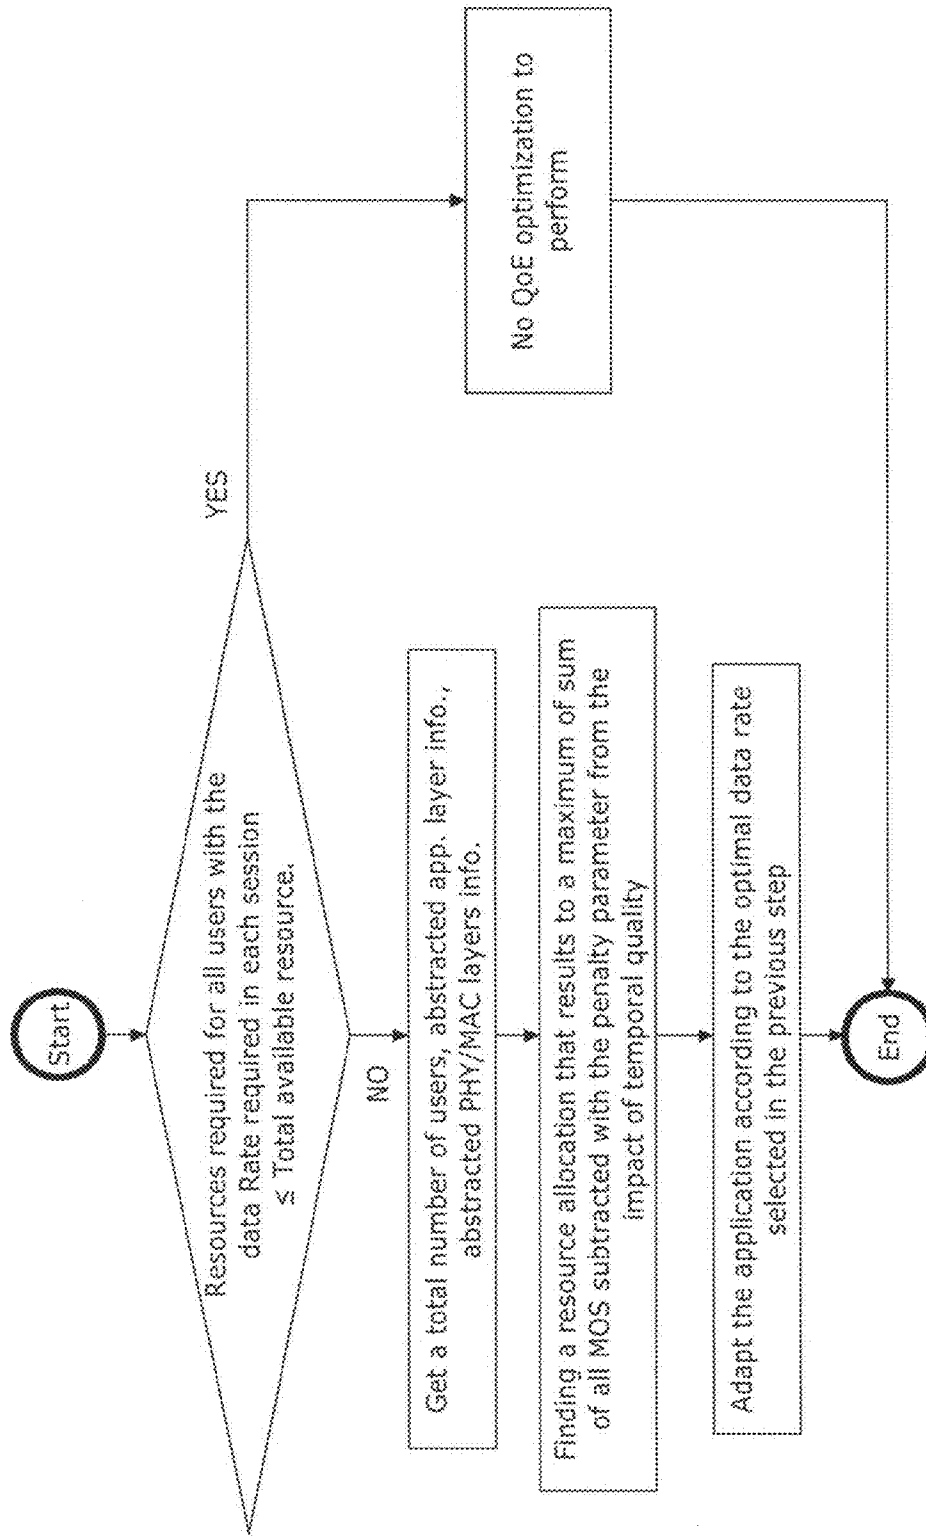 Start
Resources required for all users with the
data Rate required in each session
≤ Total available resource.
YES
NO
No QoE optimization to
perform
Get a total number of users, abstracted app. layer info.,
abstracted PHY/MAC layers info.
Finding a resource allocation that results to a maximum of sum
of all MOS subtracted with the penalty parameter from the
impact of temporal quality
Adapt the application according to the optimal data rate
selected in the previous step
End